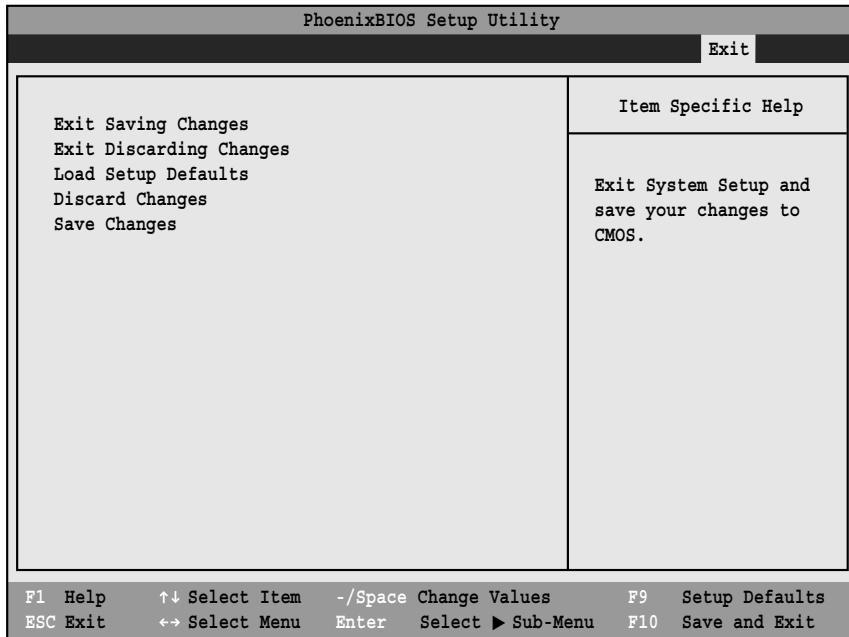 PhoenixBIOS Setup Utility
Exit
Exit Saving Changes
Exit Discarding Changes
Load Setup Defaults
Discard Changes
Save Changes
Item Specific Help
Exit System Setup and
save your changes to
CMOS.
F1 Help ↑↓ Select Item -/Space Change Values F9 Setup Defaults
ESC Exit ←→ Select Menu Enter Select ▶ Sub-Menu F10 Save and Exit